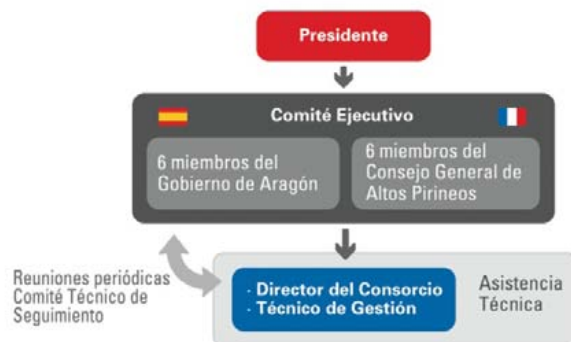 Presidente
Comité Ejecutivo
6 miembros del
Gobierno de Aragón
6 miembros del
Consejo General de
Altos Pirineos
Reuniones periódicas
Comité Técnico de
Seguimiento
· Director del Consorcio
· Técnico de Gestión
Asistencia
Técnica